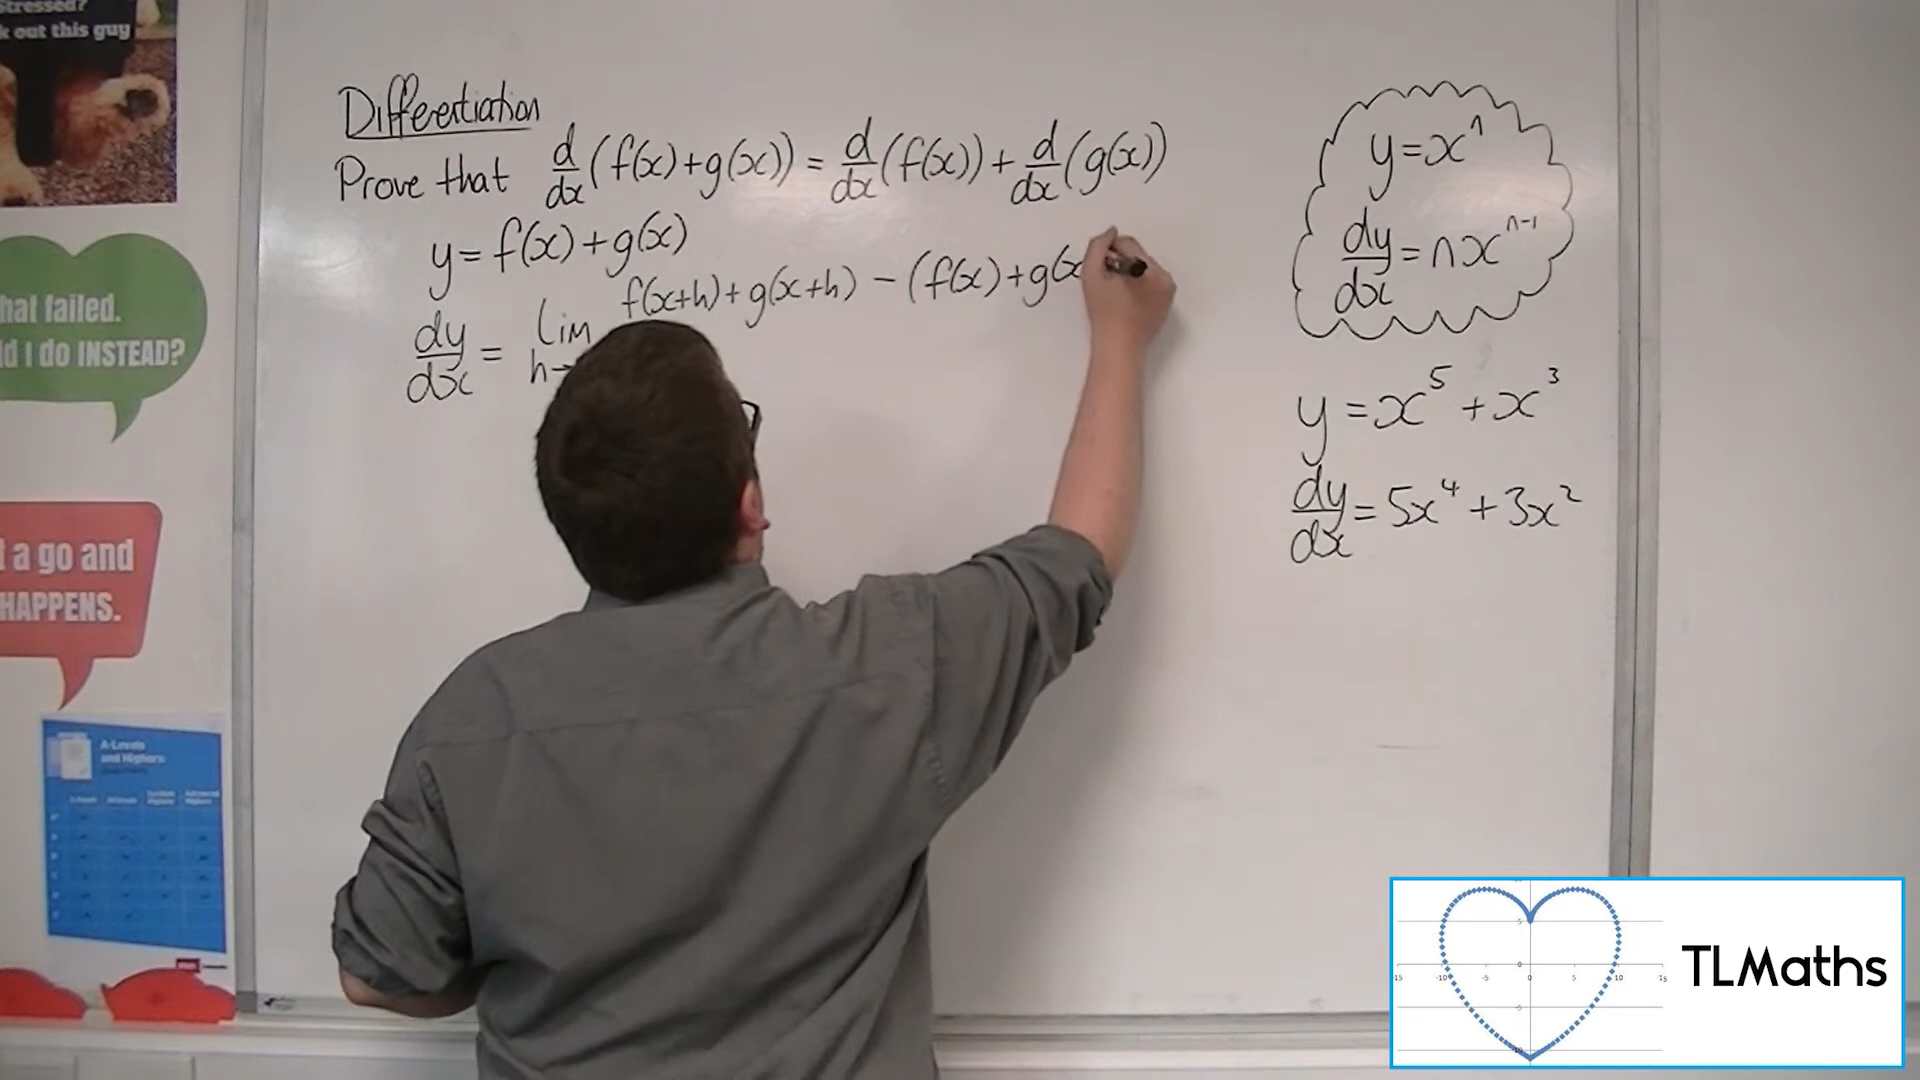 Stressed?
k out this guy
hat failed.
d I do INSTEAD?
a go and
HAPPENS.
A-Levels
and Highers
Differentiation
Prove that d/dx (f(x)+g(x)) = d/dx (f(x)) + d/dx (g(x))
y = f(x)+g(x)
dy/dx = lim h→ f(x+h)+g(x+h) − (f(x)+g(x
y = x^n
dy/dx = nx^(n-1)
y = x^5 + x^3
dy/dx = 5x^4 + 3x^2
TLMaths